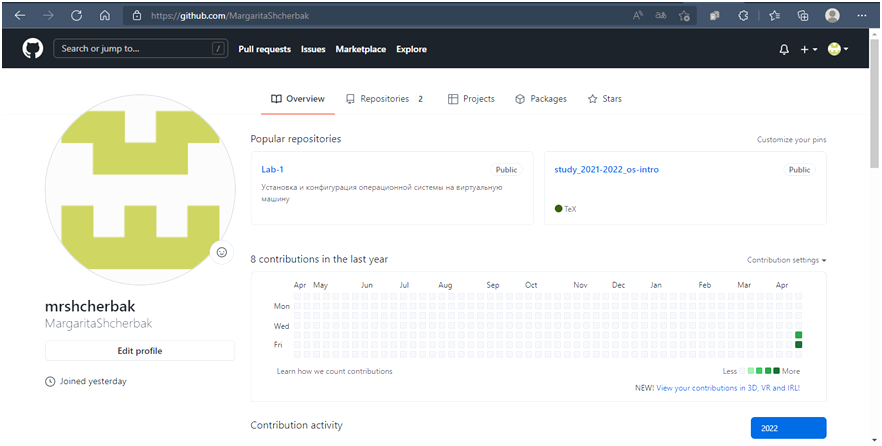 https://github.com/MargaritaShcherbak
Search or jump to...
/
Pull requests Issues Marketplace Explore
Overview Repositories 2 Projects Packages Stars
Popular repositories
Customize your pins
Lab-1
Public
Установка и конфигурация операционной системы на виртуальную
машину
study_2021-2022_os-intro
Public
TeX
mrshcherbak
MargaritaShcherbak
Edit profile
Joined yesterday
8 contributions in the last year
Contribution settings
Apr May Jun Jul Aug Sep Oct Nov Dec Jan Feb Mar Apr
Mon
Wed
Fri
Learn how we count contributions
Less More
NEW! View your contributions in 3D, VR and IRL!
Contribution activity
2022